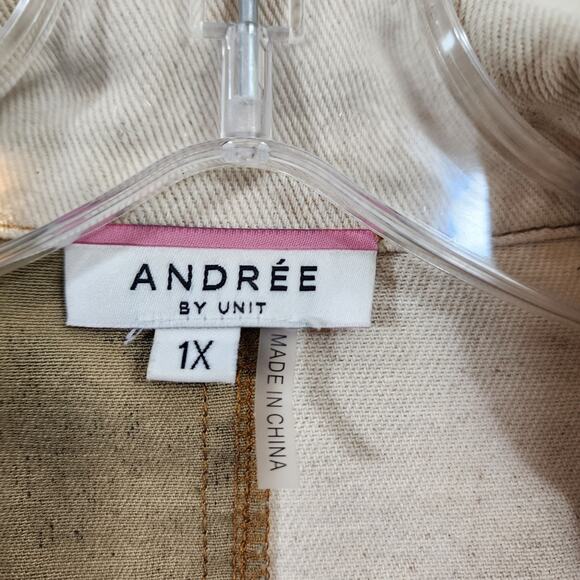 ANDRÉE
BY UNIT
1X
MADE IN CHINA